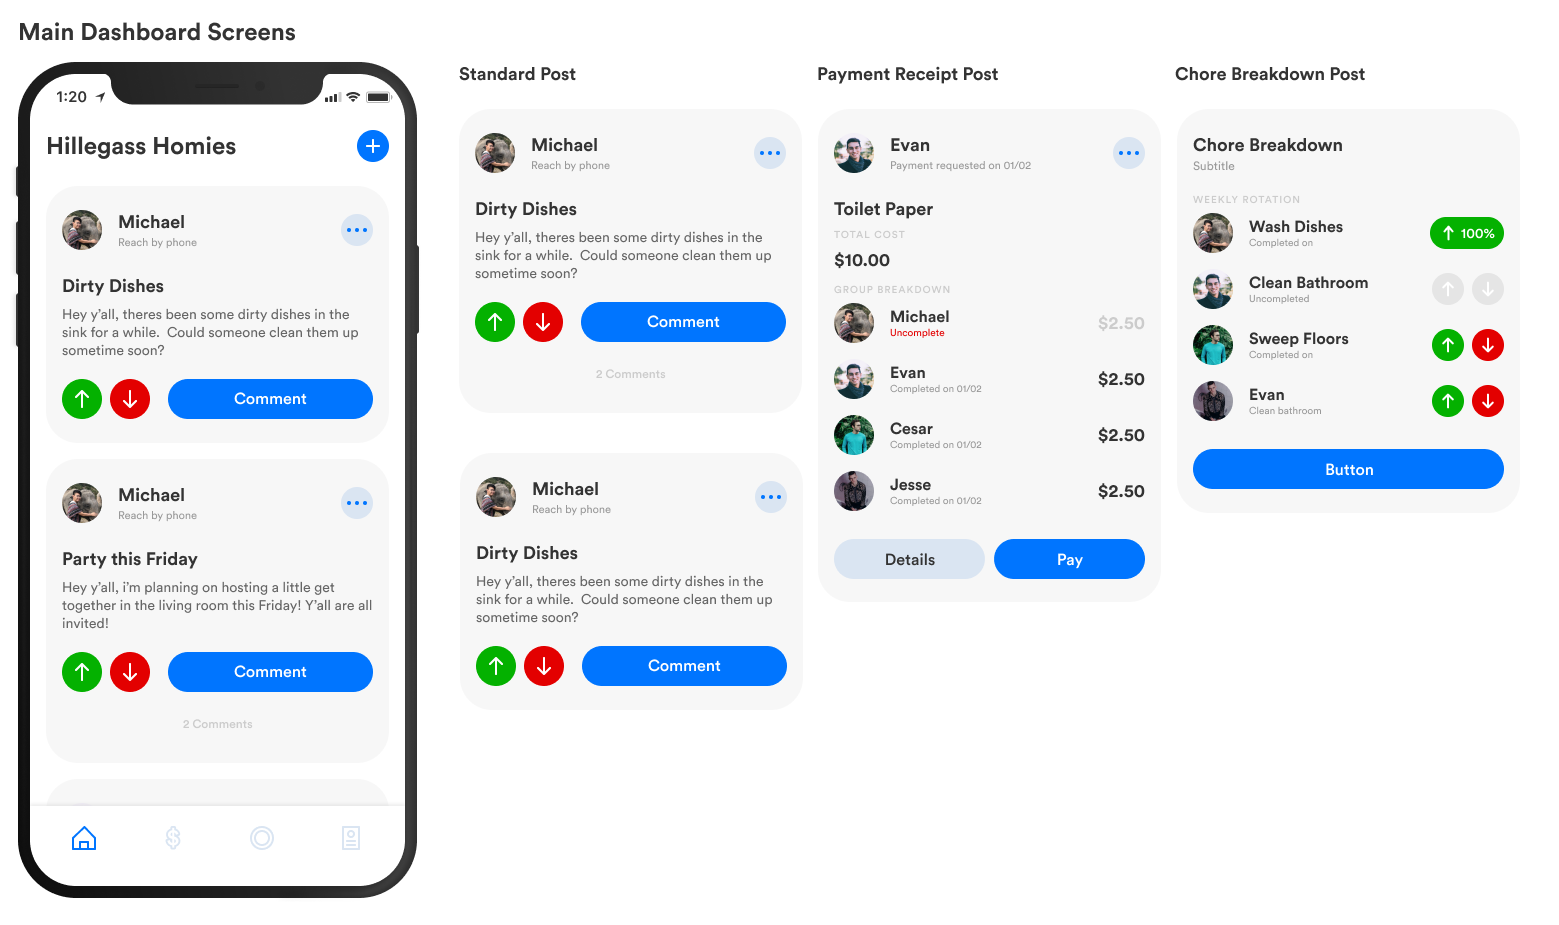 Main Dashboard Screens
1:20
Hillegass Homies
Michael
Reach by phone
Dirty Dishes
Hey y'all, theres been some dirty dishes in the
sink for a while.  Could someone clean them up
sometime soon?
Comment
Michael
Reach by phone
Party this Friday
Hey y'all, i'm planning on hosting a little get
together in the living room this Friday! Y'all are all
invited!
Comment
2 Comments
Standard Post
Michael
Reach by phone
Dirty Dishes
Hey y'all, theres been some dirty dishes in the
sink for a while.  Could someone clean them up
sometime soon?
Comment
2 Comments
Michael
Reach by phone
Dirty Dishes
Hey y'all, theres been some dirty dishes in the
sink for a while.  Could someone clean them up
sometime soon?
Comment
Payment Receipt Post
Evan
Payment requested on 01/02
Toilet Paper
TOTAL COST
$10.00
GROUP BREAKDOWN
Michael
Uncomplete
$2.50
Evan
Completed on 01/02
$2.50
Cesar
Completed on 01/02
$2.50
Jesse
Completed on 01/02
$2.50
Details
Pay
Chore Breakdown Post
Chore Breakdown
Subtitle
WEEKLY ROTATION
Wash Dishes
Completed on
100%
Clean Bathroom
Uncompleted
Sweep Floors
Completed on
Evan
Clean bathroom
Button